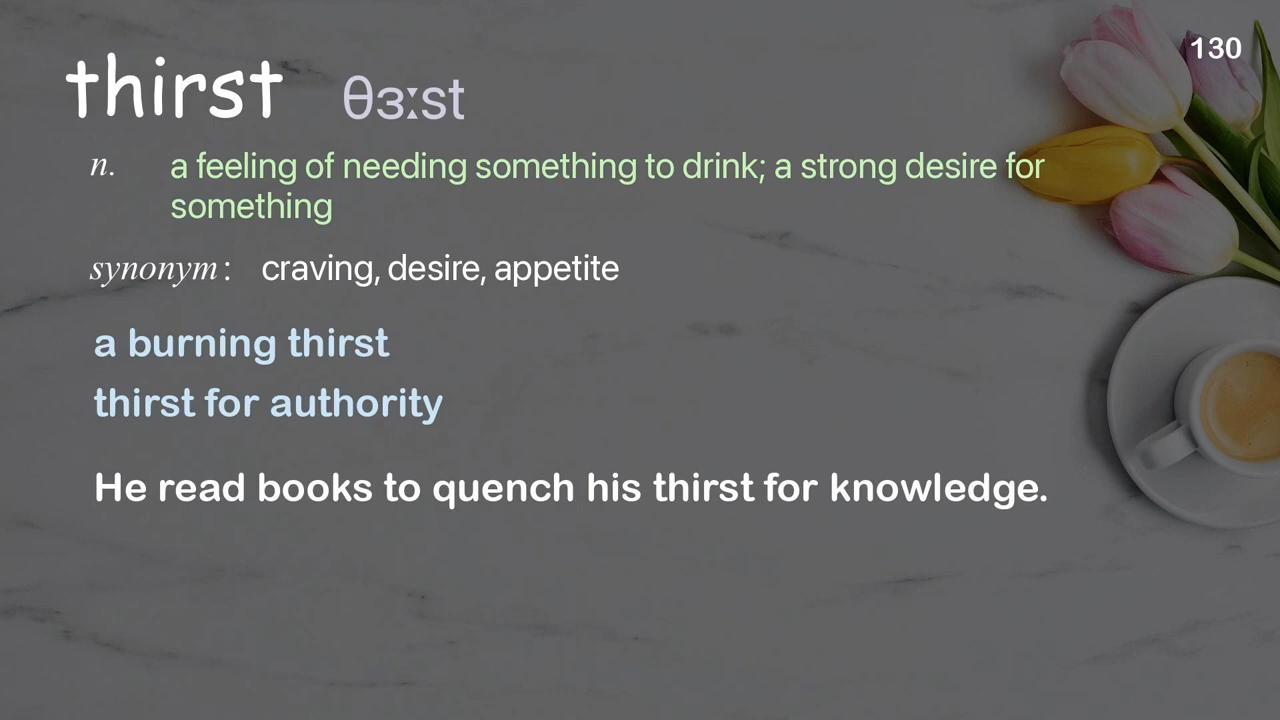 130
thirst θɜːst
n. a feeling of needing something to drink; a strong desire for
something
synonym: craving, desire, appetite
a burning thirst
thirst for authority
He read books to quench his thirst for knowledge.